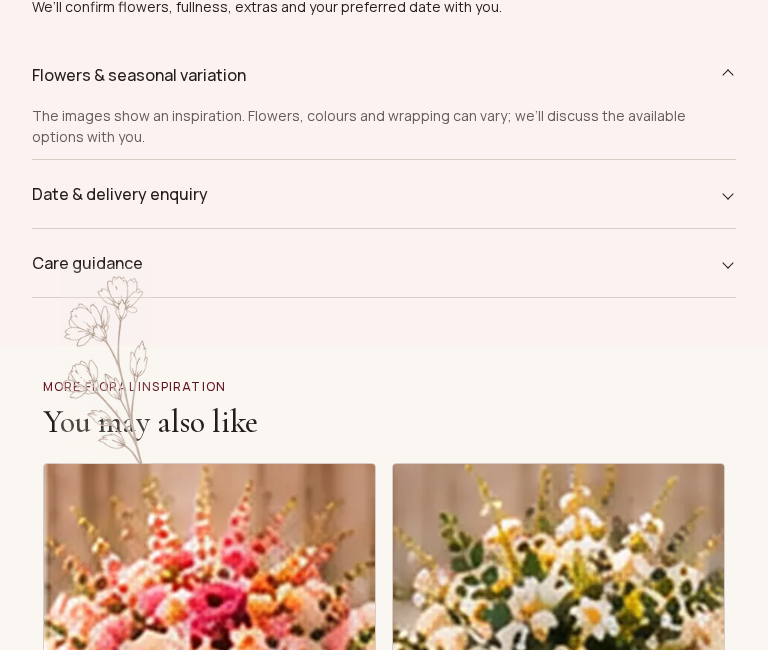 We'll confirm flowers, fullness, extras and your preferred date with you.
Flowers & seasonal variation
The images show an inspiration. Flowers, colours and wrapping can vary; we'll discuss the available
options with you.
Date & delivery enquiry
Care guidance
MORE FLORAL INSPIRATION
You may also like